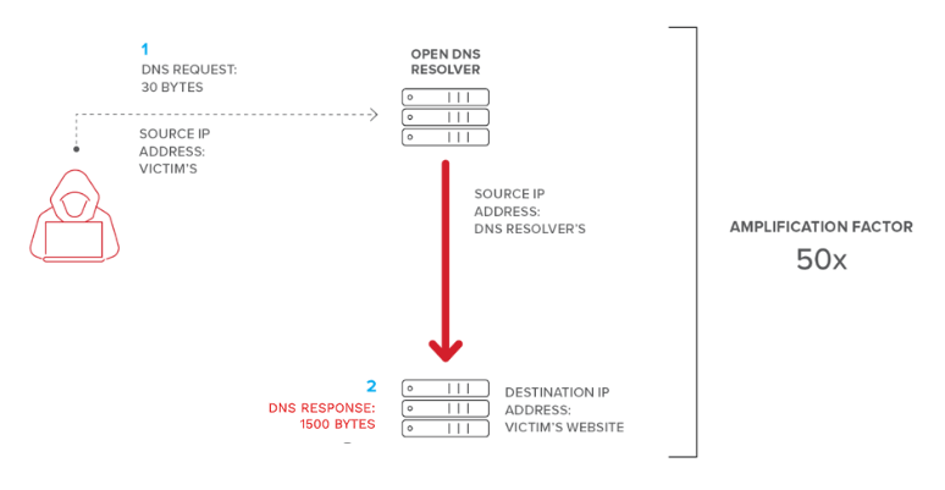 1
DNS REQUEST:
30 BYTES
SOURCE IP
ADDRESS:
VICTIM'S
OPEN DNS
RESOLVER
SOURCE IP
ADDRESS:
DNS RESOLVER'S
2
DNS RESPONSE:
1500 BYTES
DESTINATION IP
ADDRESS:
VICTIM'S WEBSITE
AMPLIFICATION FACTOR
50x